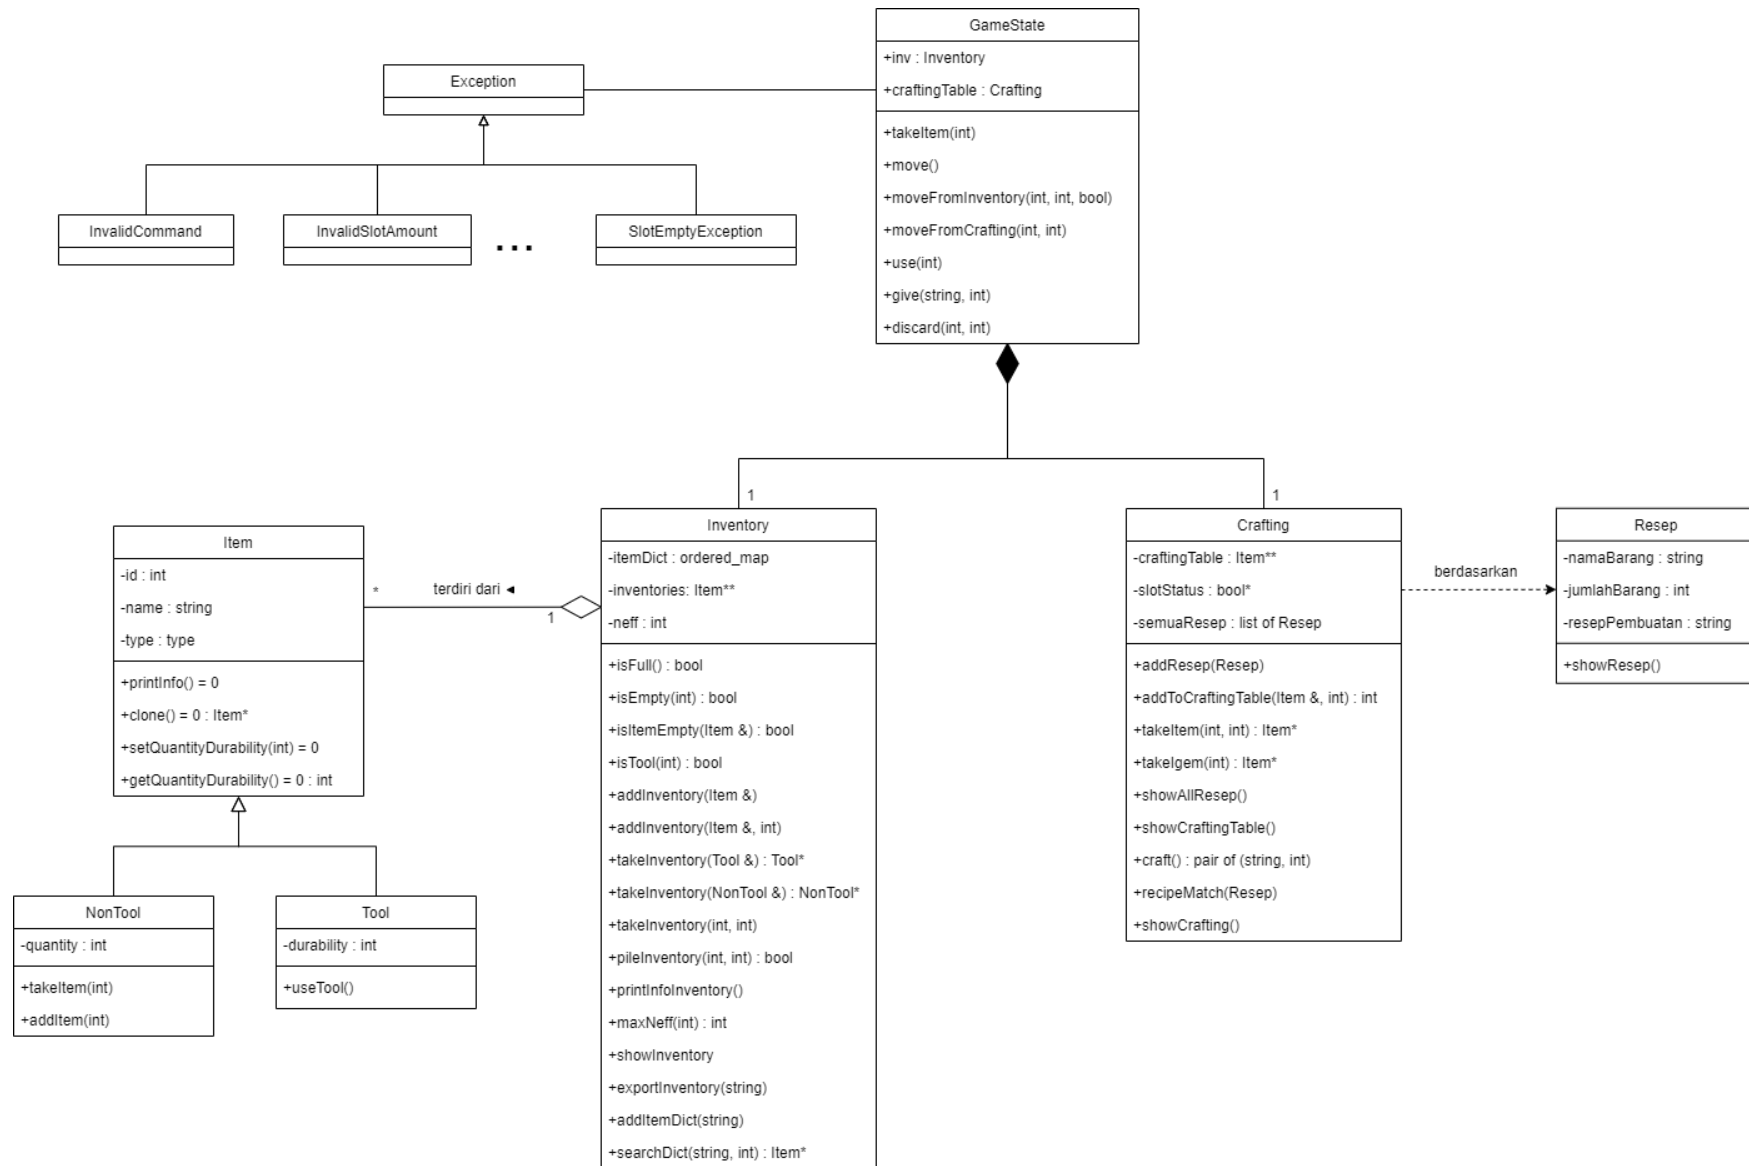 GameState
+inv : Inventory
+craftingTable : Crafting
+takeItem(int)
+move()
+moveFromInventory(int, int, bool)
+moveFromCrafting(int, int)
+use(int)
+give(string, int)
+discard(int, int)
Exception
InvalidCommand
InvalidSlotAmount
...
SlotEmptyException
1
1
Item
-id : int
-name : string
-type : type
+printInfo() = 0
+clone() = 0 : Item*
+setQuantityDurability(int) = 0
+getQuantityDurability() = 0 : int
* terdiri dari ◄
1
NonTool
-quantity : int
+takeItem(int)
+addItem(int)
Tool
-durability : int
+useTool()
Inventory
-itemDict : ordered_map
-inventories: Item**
-neff : int
+isFull() : bool
+isEmpty(int) : bool
+isItemEmpty(Item &) : bool
+isTool(int) : bool
+addInventory(Item &)
+addInventory(Item &, int)
+takeInventory(Tool &) : Tool*
+takeInventory(NonTool &) : NonTool*
+takeInventory(int, int)
+pileInventory(int, int) : bool
+printInfoInventory()
+maxNeff(int) : int
+showInventory
+exportInventory(string)
+addItemDict(string)
+searchDict(string, int) : Item*
Crafting
-craftingTable : Item**
-slotStatus : bool*
-semuaResep : list of Resep
+addResep(Resep)
+addToCraftingTable(Item &, int) : int
+takeItem(int, int) : Item*
+takeIgem(int) : Item*
+showAllResep()
+showCraftingTable()
+craft() : pair of (string, int)
+recipeMatch(Resep)
+showCrafting()
berdasarkan
Resep
-namaBarang : string
-jumlahBarang : int
-resepPembuatan : string
+showResep()